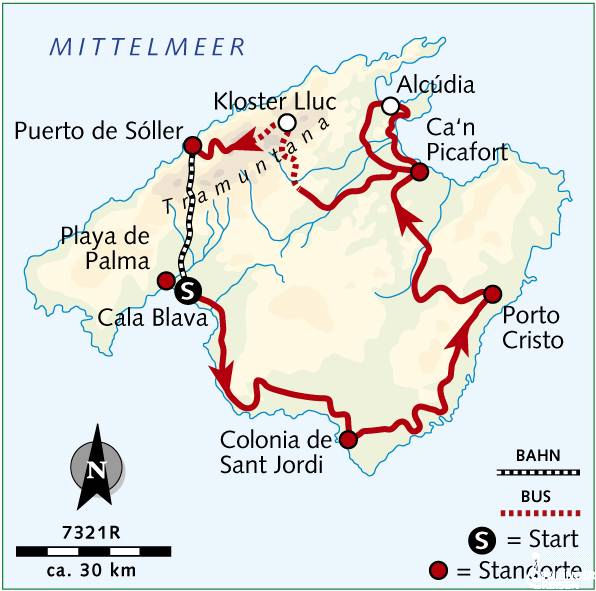 MITTELMEER
Alcúdia
Kloster Lluc
Ca‘n
Picafort
Puerto de Sóller
Tramuntana
Playa de
Palma
S
Cala Blava
Porto
Cristo
Colonia de
Sant Jordi
N
7321R
ca. 30 km
BAHN
BUS
S = Start
= Standorte